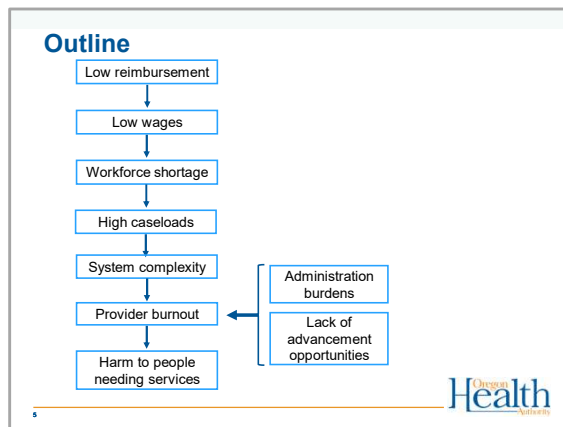 Outline
Low reimbursement
Low wages
Workforce shortage
High caseloads
System complexity
Provider burnout
Harm to people
needing services
Administration
burdens
Lack of
advancement
opportunities
5
Oregon
Health
Authority